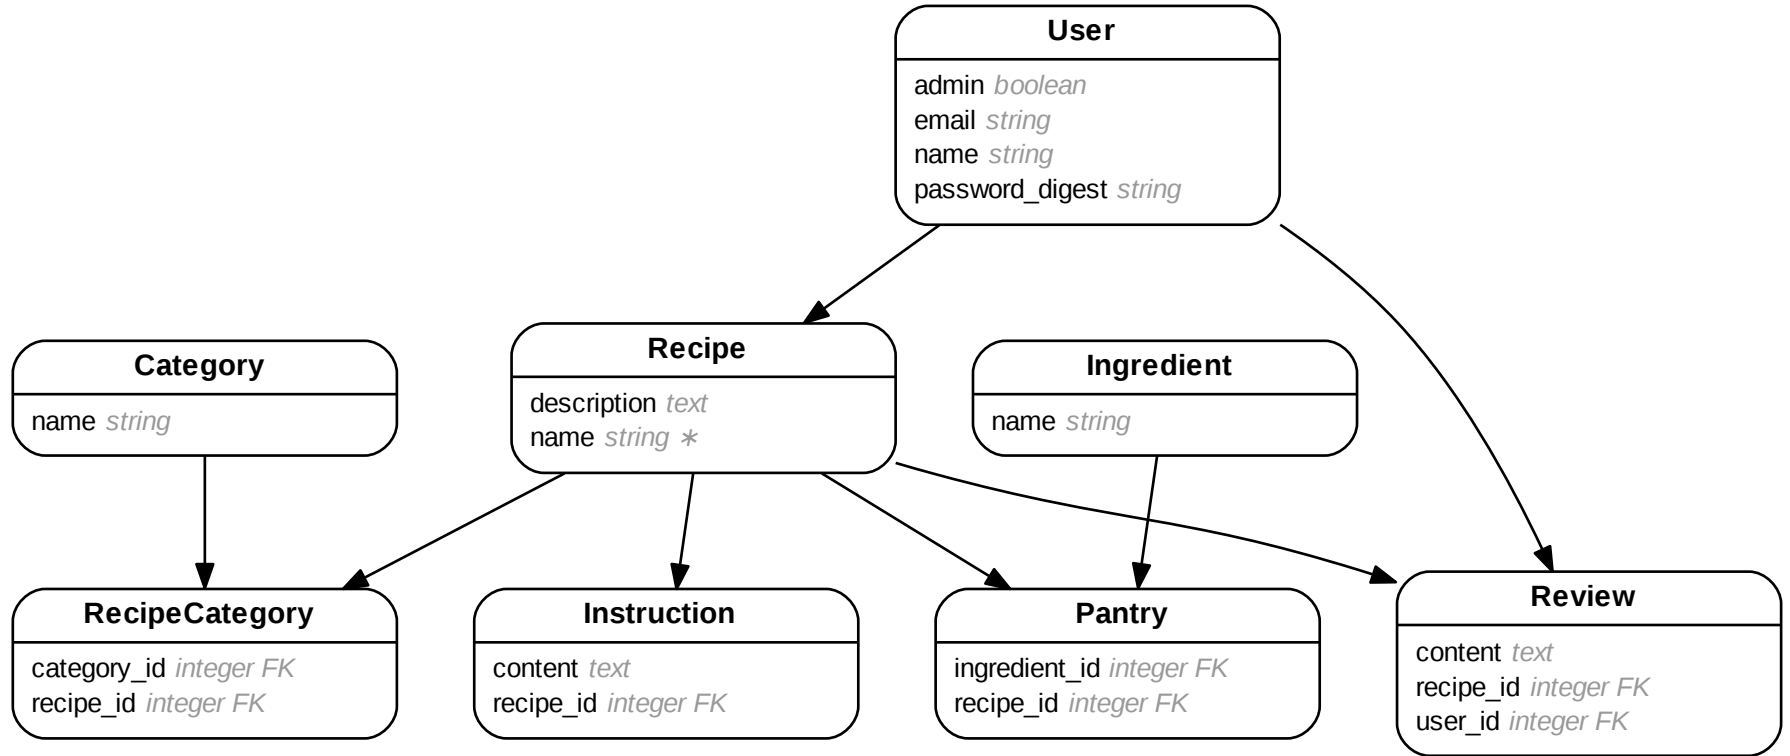 User
admin boolean
email string
name string
password_digest string
Category
name string
Recipe
description text
name string ∗
Ingredient
name string
RecipeCategory
category_id integer FK
recipe_id integer FK
Instruction
content text
recipe_id integer FK
Pantry
ingredient_id integer FK
recipe_id integer FK
Review
content text
recipe_id integer FK
user_id integer FK